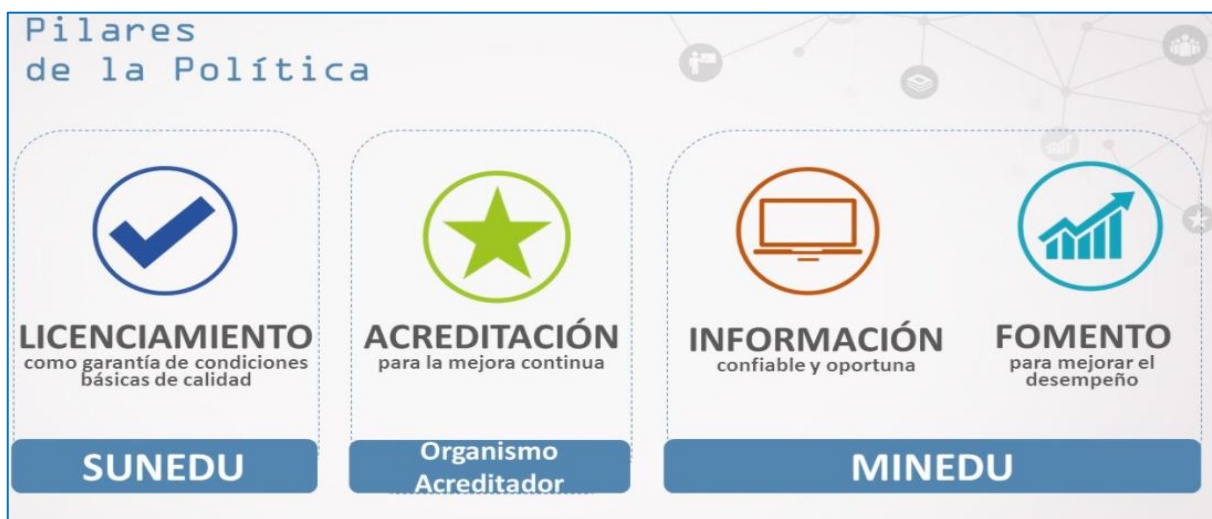 Pilares
de la Política
LICENCIAMIENTO
como garantía de condiciones
básicas de calidad
SUNEDU
ACREDITACIÓN
para la mejora continua
Organismo
Acreditador
INFORMACIÓN
confiable y oportuna
FOMENTO
para mejorar el
desempeño
MINEDU